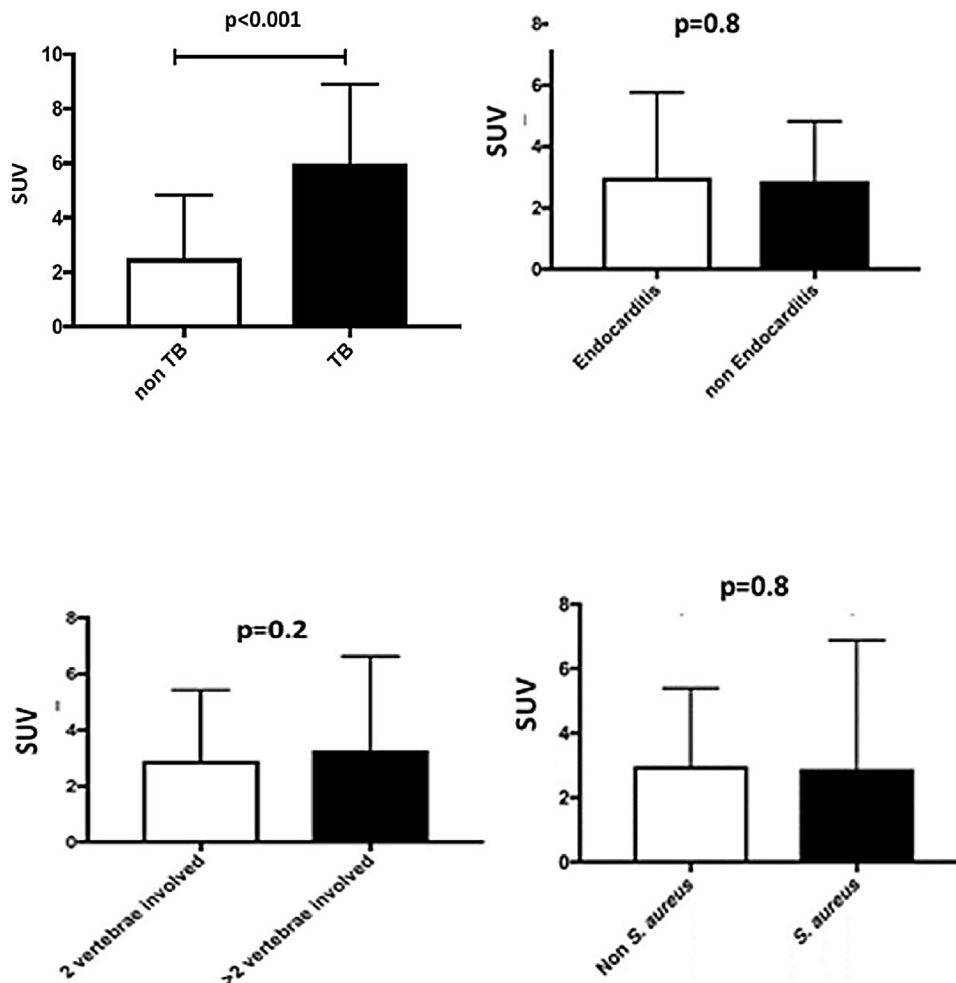 p<0.001
10
8
6
4
2
0
SUV
non TB
TB
p=0.8
8
6
4
2
0
SUV
Endocarditis
non Endocarditis
p=0.2
8
6
4
2
0
SUV
2 vertebrae involved
>2 vertebrae involved
p=0.8
8
6
4
2
0
SUV
Non S. aureus
S. aureus